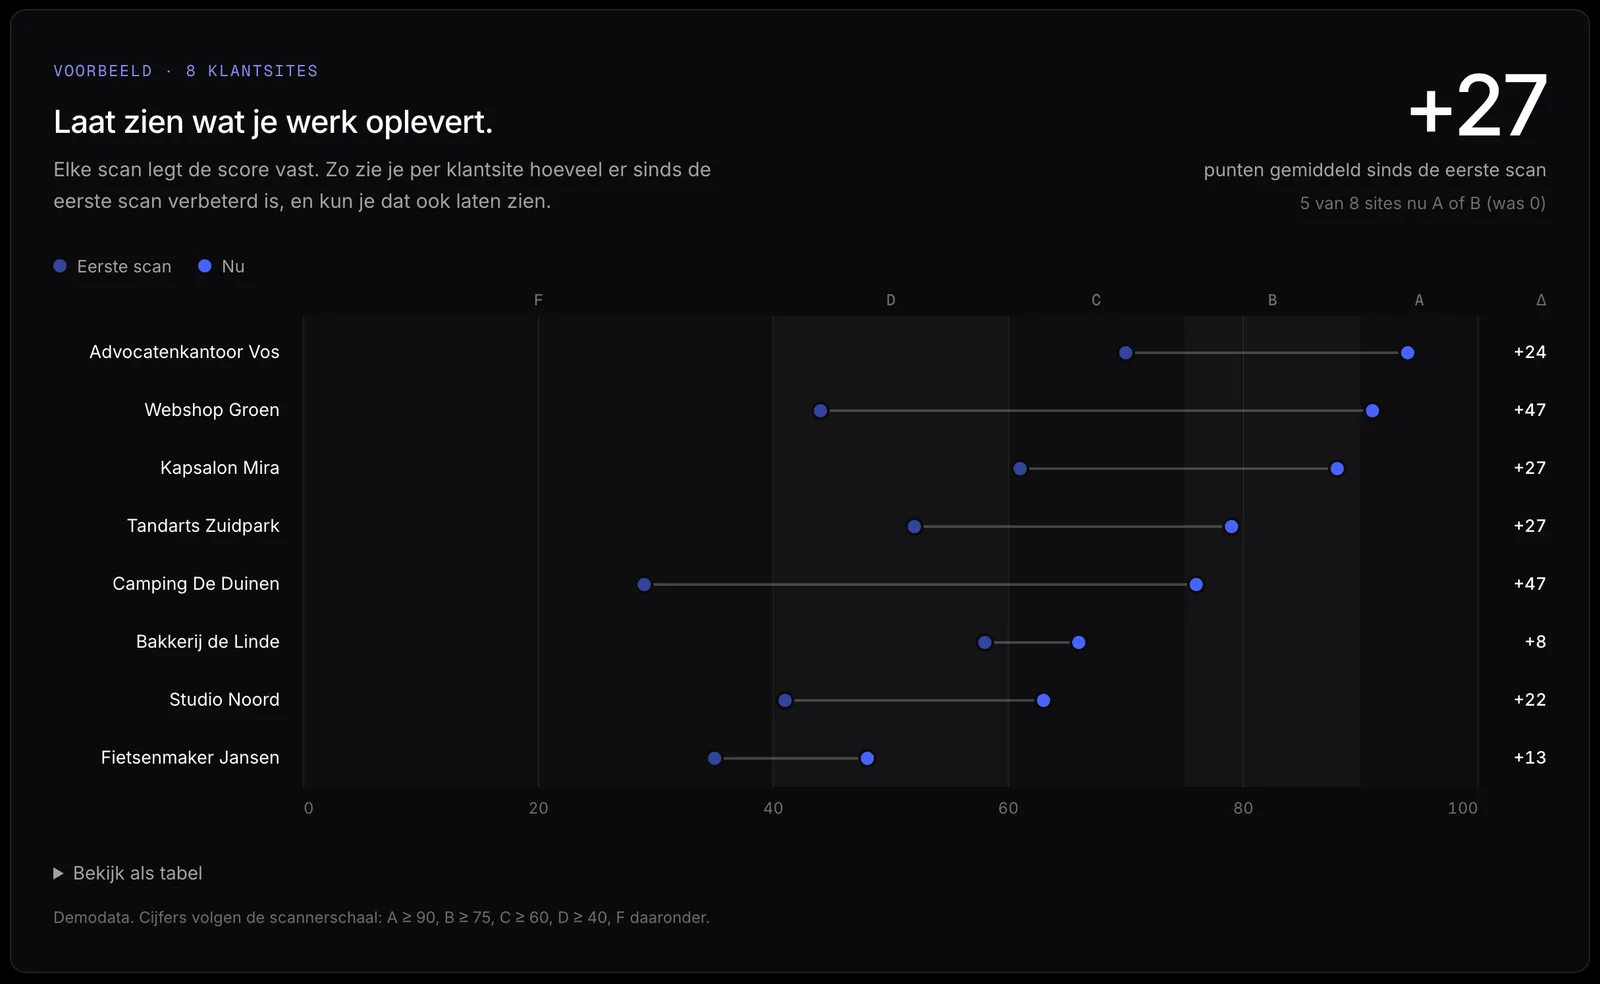 VOORBEELD · 8 KLANTSITES
Laat zien wat je werk oplevert.
Elke scan legt de score vast. Zo zie je per klantsite hoeveel er sinds de
eerste scan verbeterd is, en kun je dat ook laten zien.
+27
punten gemiddeld sinds de eerste scan
5 van 8 sites nu A of B (was 0)
Eerste scan Nu
F D C B A Δ
Advocatenkantoor Vos +24
Webshop Groen +47
Kapsalon Mira +27
Tandarts Zuidpark +27
Camping De Duinen +47
Bakkerij de Linde +8
Studio Noord +22
Fietsenmaker Jansen +13
0 20 40 60 80 100
▶ Bekijk als tabel
Demodata. Cijfers volgen de scannerschaal: A ≥ 90, B ≥ 75, C ≥ 60, D ≥ 40, F daaronder.